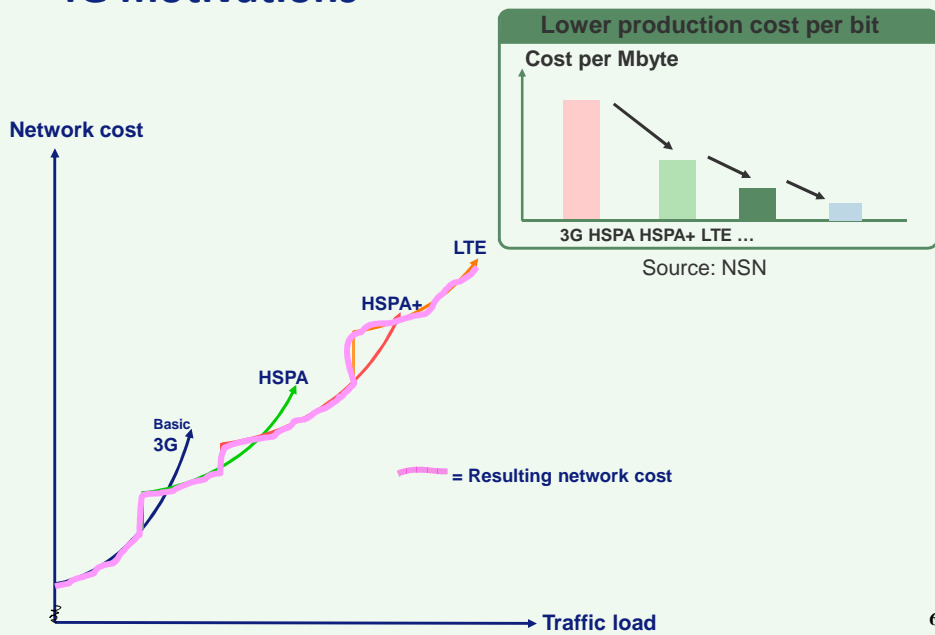 Lower production cost per bit
Cost per Mbyte
3G HSPA HSPA+ LTE …
Source: NSN
Network cost
LTE
HSPA+
HSPA
Basic
3G
= Resulting network cost
Traffic load